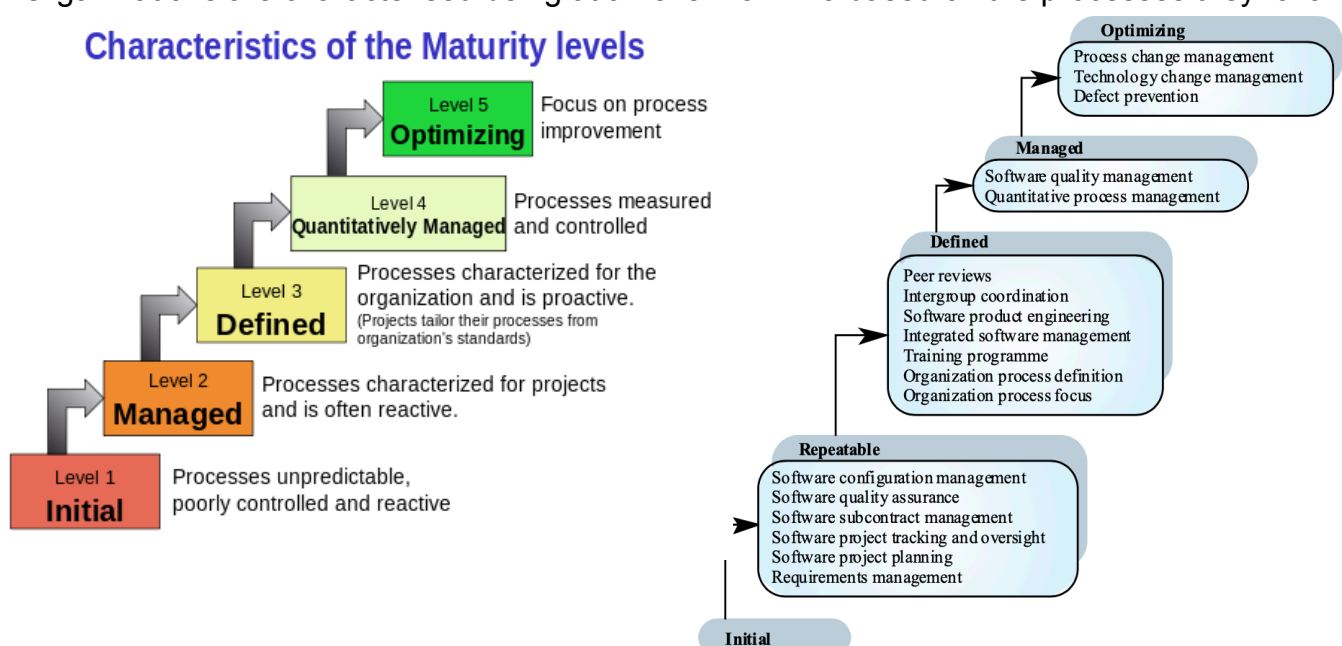 Characteristics of the Maturity levels
Level 5
Optimizing
Focus on process
improvement
Level 4
Quantitatively Managed
Processes measured
and controlled
Level 3
Defined
Processes characterized for the
organization and is proactive.
(Projects tailor their processes from
organization's standards)
Level 2
Managed
Processes characterized for projects
and is often reactive.
Level 1
Initial
Processes unpredictable,
poorly controlled and reactive
Optimizing
Process change management
Technology change management
Defect prevention
Managed
Software quality management
Quantitative process management
Defined
Peer reviews
Intergroup coordination
Software product engineering
Integrated software management
Training programme
Organization process definition
Organization process focus
Repeatable
Software configuration management
Software quality assurance
Software subcontract management
Software project tracking and oversight
Software project planning
Requirements management
Initial